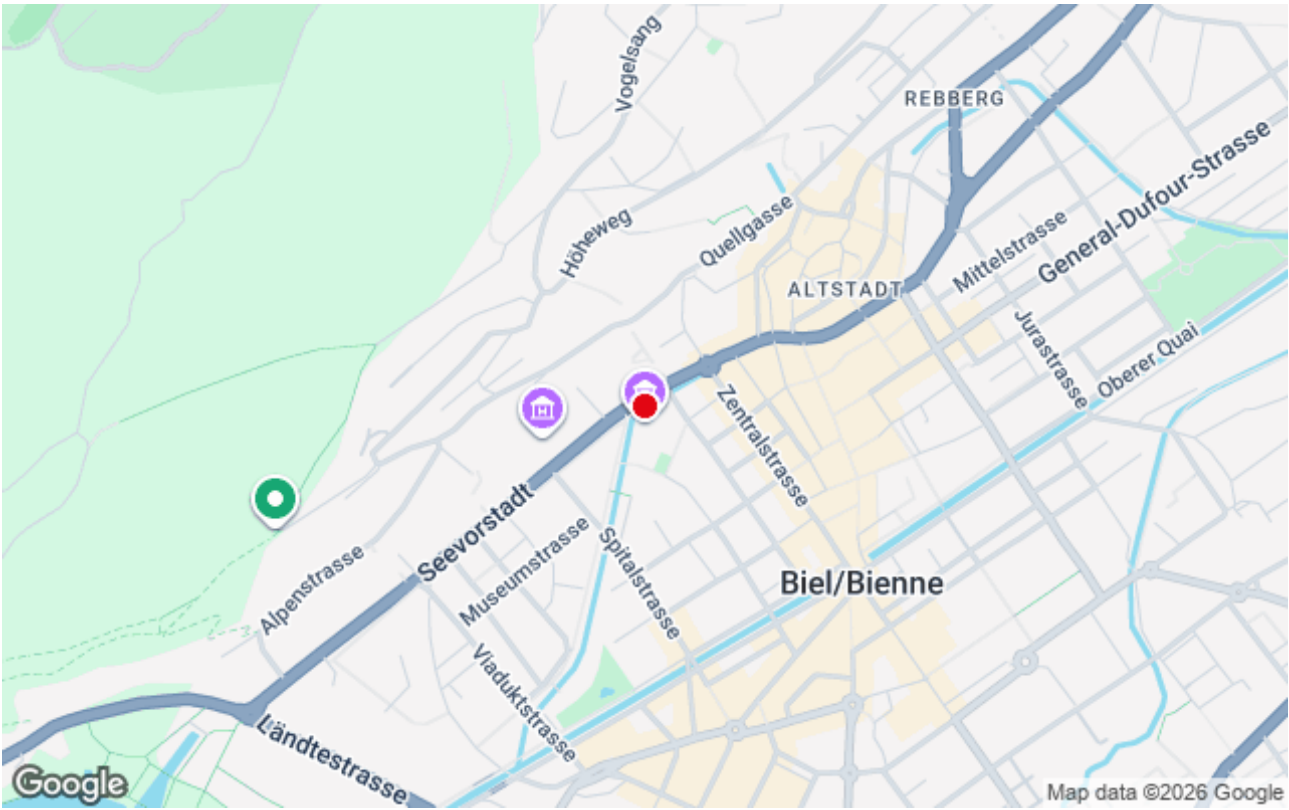 Vogelsang
REBBERG
General-Dufour-Strasse
Höheweg
Quellgasse
Mittelstrasse
ALTSTADT
Jurastrasse
Oberer Quai
Zentralstrasse
Seevorstadt
Museumstrasse
Spitalstrasse
Alpenstrasse
Biel/Bienne
Viaduktstrasse
Ländtestrasse
Google
Map data ©2026 Google